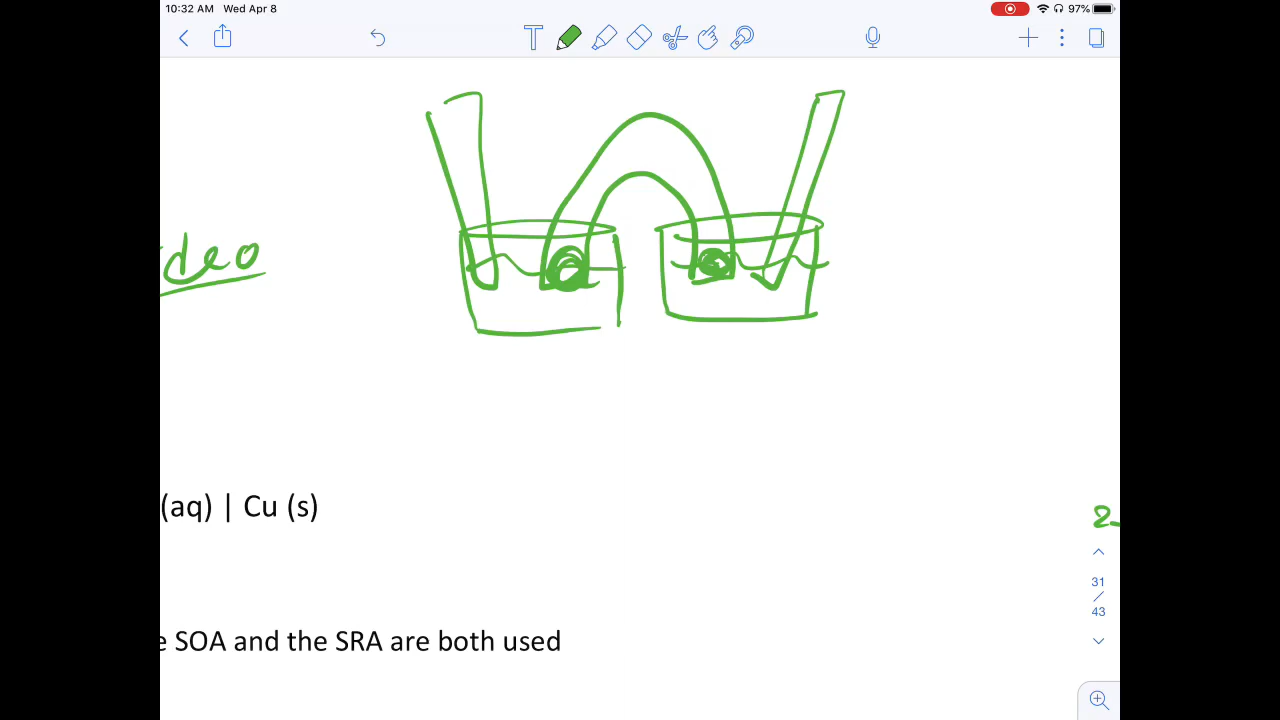 10:32 AM Wed Apr 8
97%
deo
(aq) | Cu (s)
2
31
/
43
e SOA and the SRA are both used